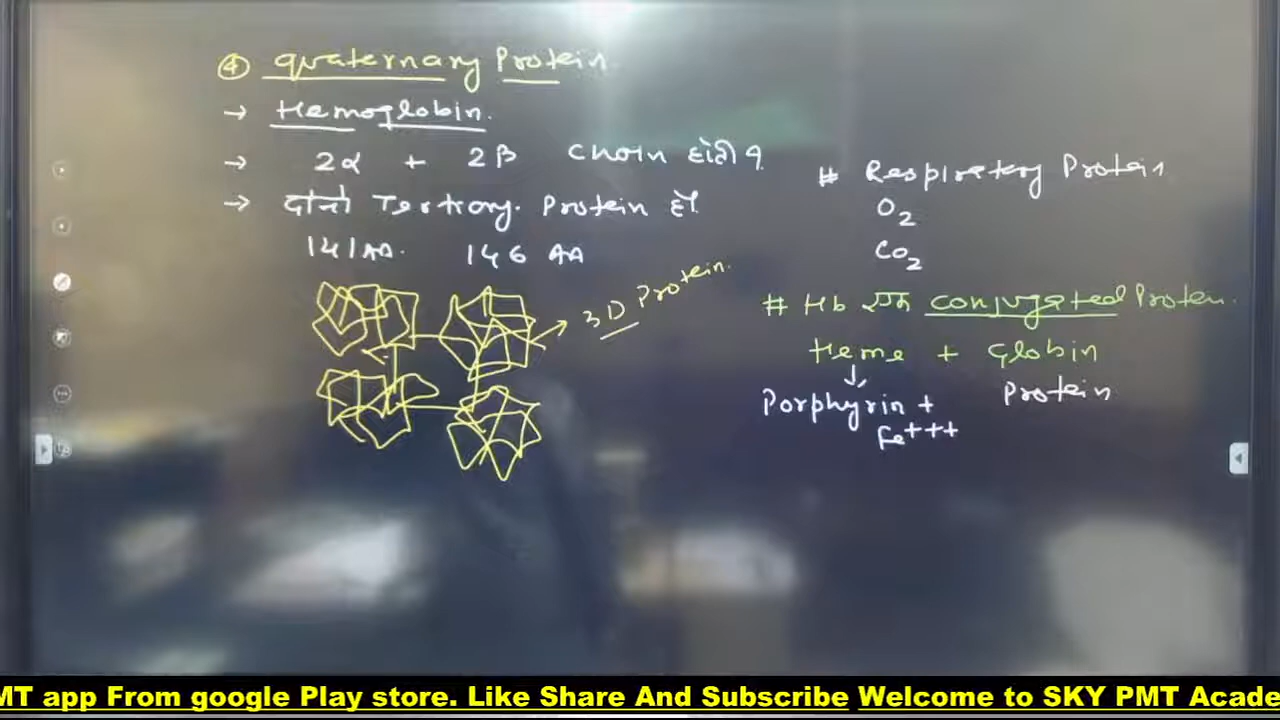 ④ Quaternary Protein
→ Hemoglobin.
→ 2α + 2β Chain होती
→ दोनो Tertiary. Protein है
141AA. 146 AA
3D Protein.
# Respiratory Protein
O₂
CO₂
# Hb एक Conjugated Protein.
Heme + Globin
↓
Porphyrin + Protein
Fe+++
MT app From google Play store. Like Share And Subscribe Welcome to SKY PMT Acade